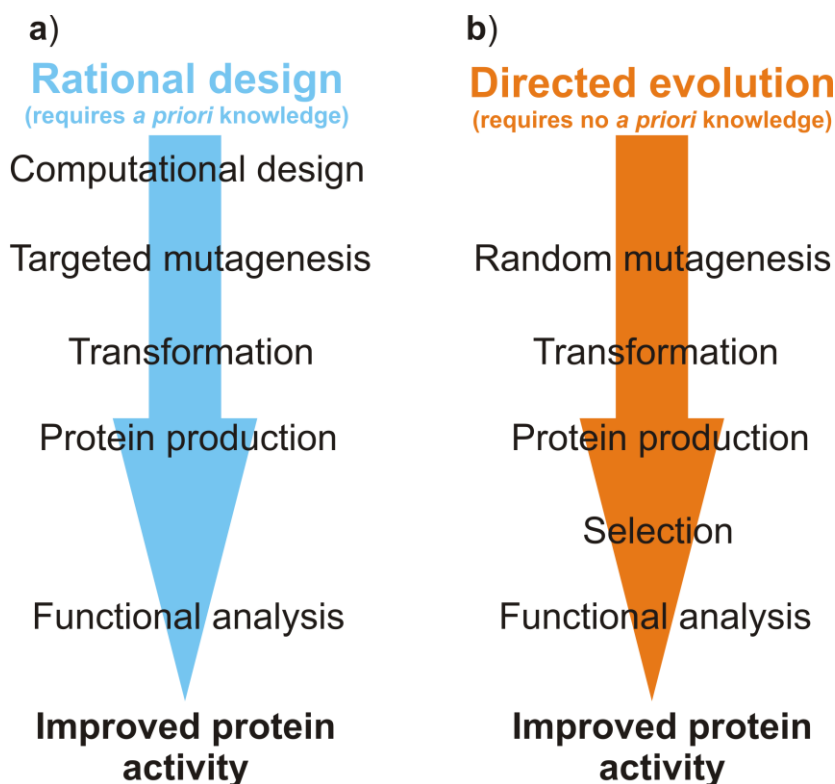 a)
Rational design
(requires a priori knowledge)
Computational design
Targeted mutagenesis
Transformation
Protein production
Functional analysis
Improved protein
activity
b)
Directed evolution
(requires no a priori knowledge)
Random mutagenesis
Transformation
Protein production
Selection
Functional analysis
Improved protein
activity